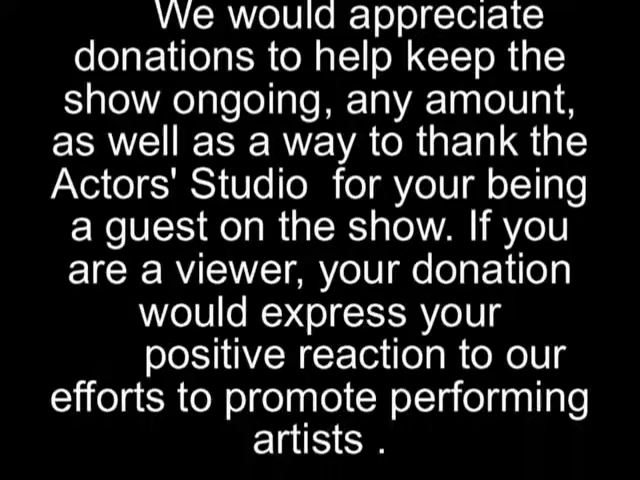 We would appreciate
donations to help keep the
show ongoing, any amount,
as well as a way to thank the
Actors' Studio  for your being
a guest on the show. If you
are a viewer, your donation
would express your
positive reaction to our
efforts to promote performing
artists .